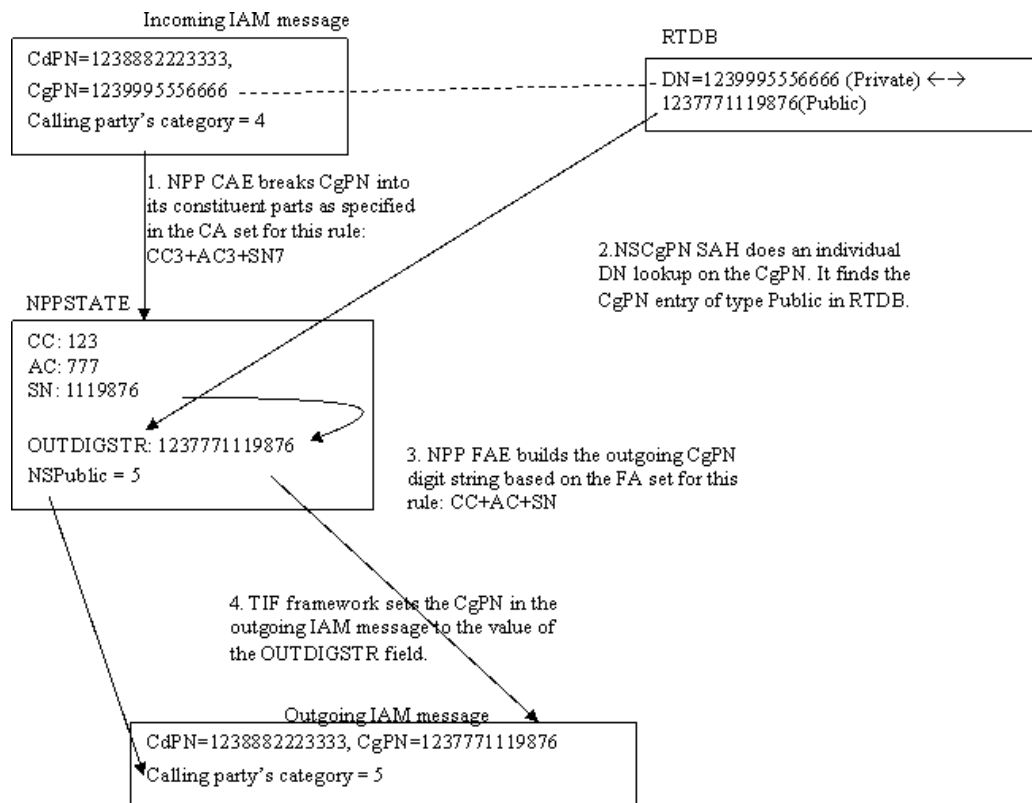 Incoming IAM message
CdPN=1238882223333,
CgPN=1239995556666
Calling party's category = 4
RTDB
DN=1239995556666 (Private) ←→
1237771119876(Public)
1. NPP CAE breaks CgPN into
its constituent parts as specified
in the CA set for this rule:
CC3+AC3+SN7
2.NSCgPN SAH does an individual
DN lookup on the CgPN. It finds the
CgPN entry of type Public in RTDB.
NPPSTATE
CC: 123
AC: 777
SN: 1119876
OUTDIGSTR: 1237771119876
NSPublic = 5
3. NPP FAE builds the outgoing CgPN
digit string based on the FA set for this
rule: CC+AC+SN
4. TIF framework sets the CgPN in the
outgoing IAM message to the value of
the OUTDIGSTR field.
Outgoing IAM message
CdPN=1238882223333, CgPN=1237771119876
Calling party's category = 5